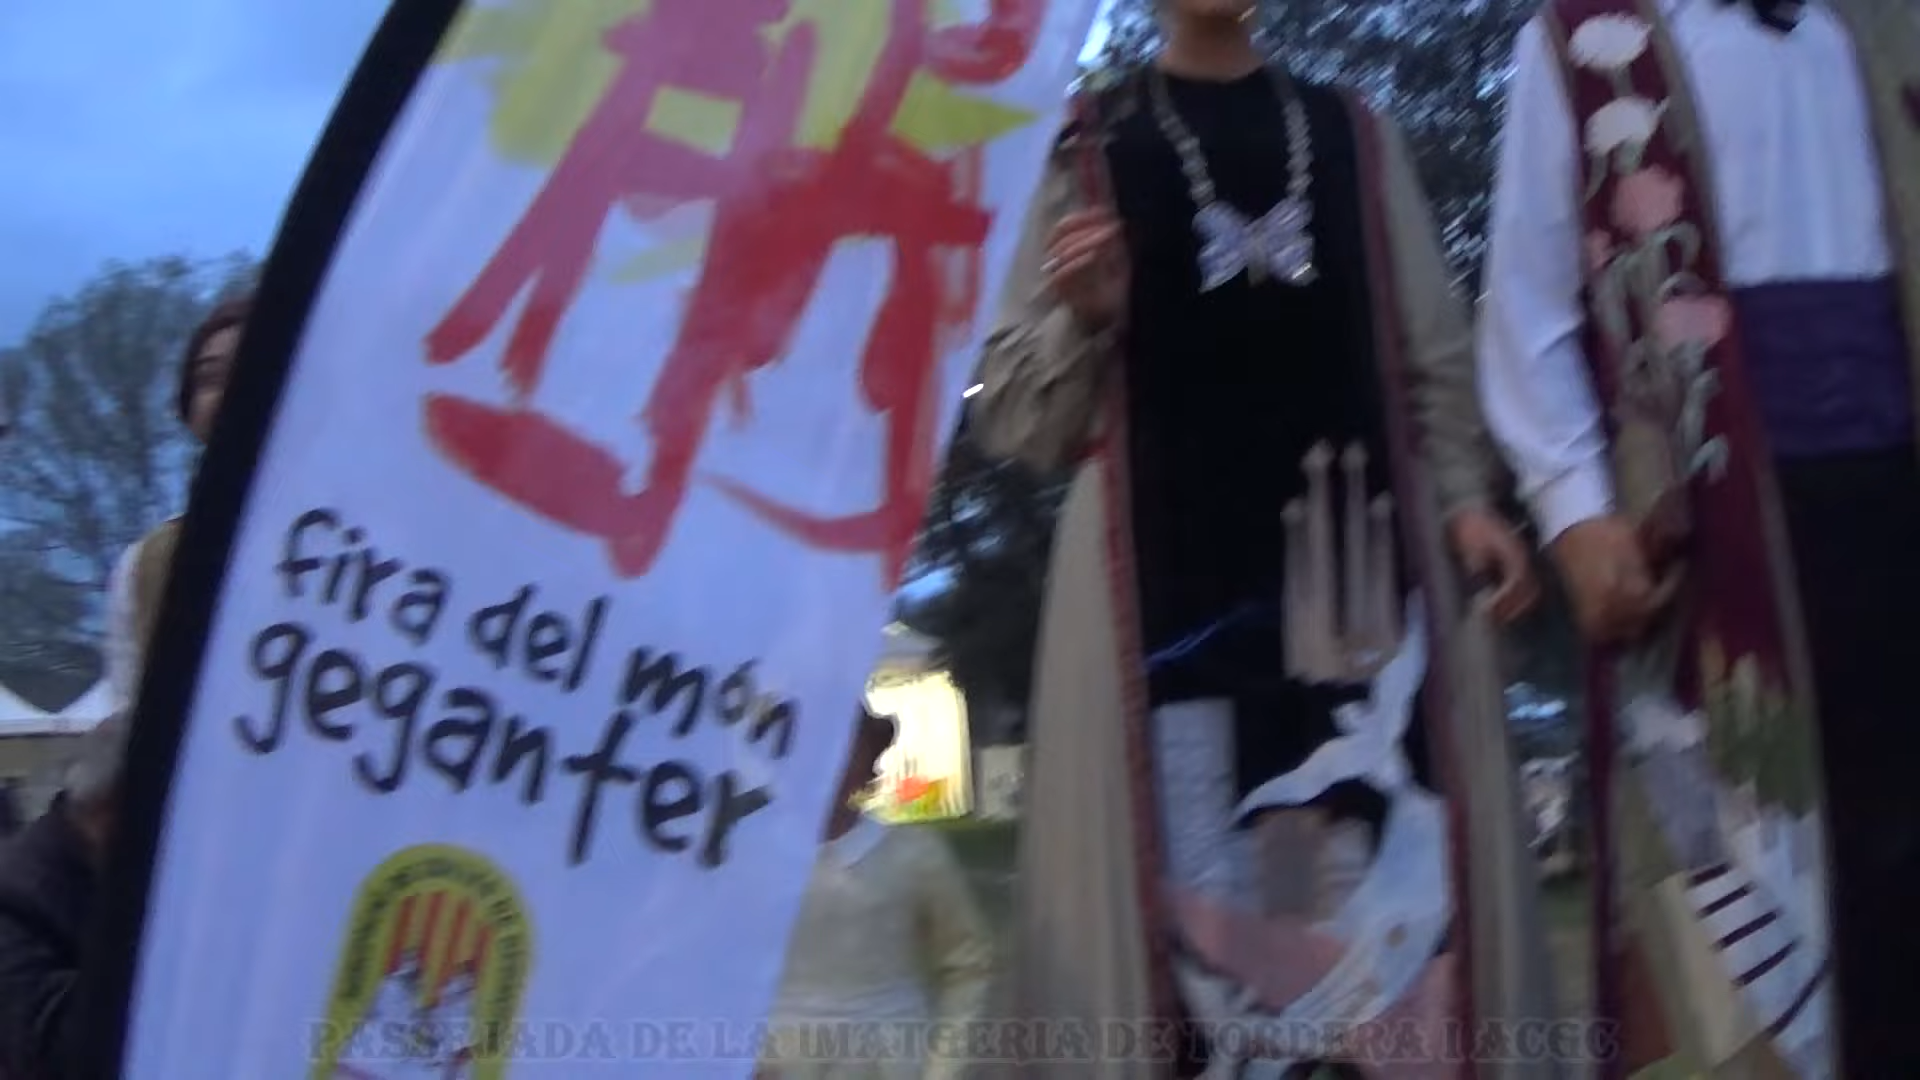 fira del món
geganter
PASSEJADA DE LA IMATGERIA DE TORDERA I ACGC